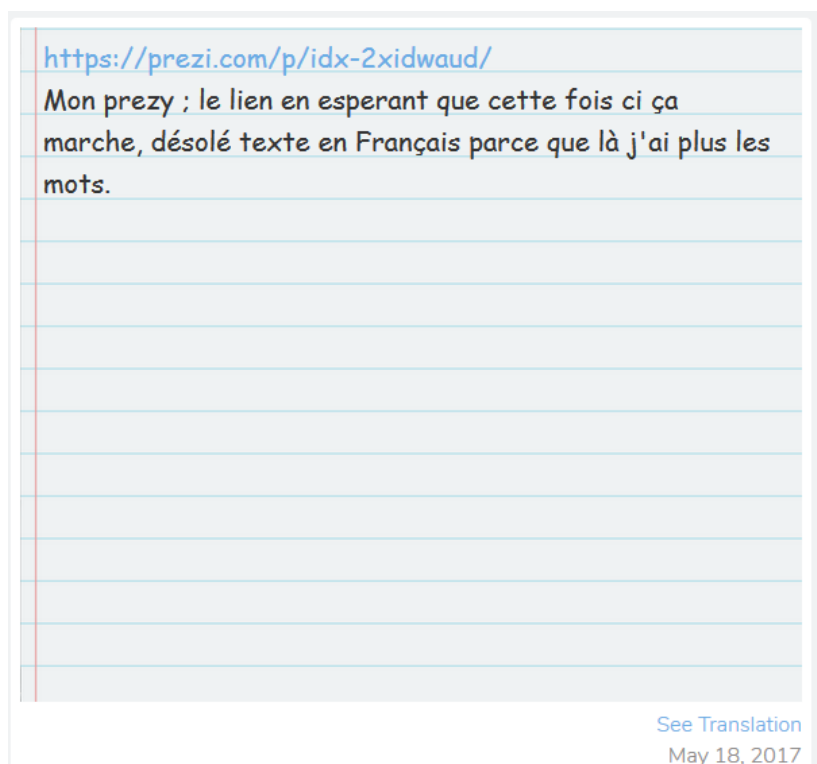 https://prezi.com/p/idx-2xidwaud/
Mon prezy ; le lien en esperant que cette fois ci ça
marche, désolé texte en Français parce que là j'ai plus les
mots.
See Translation
May 18, 2017